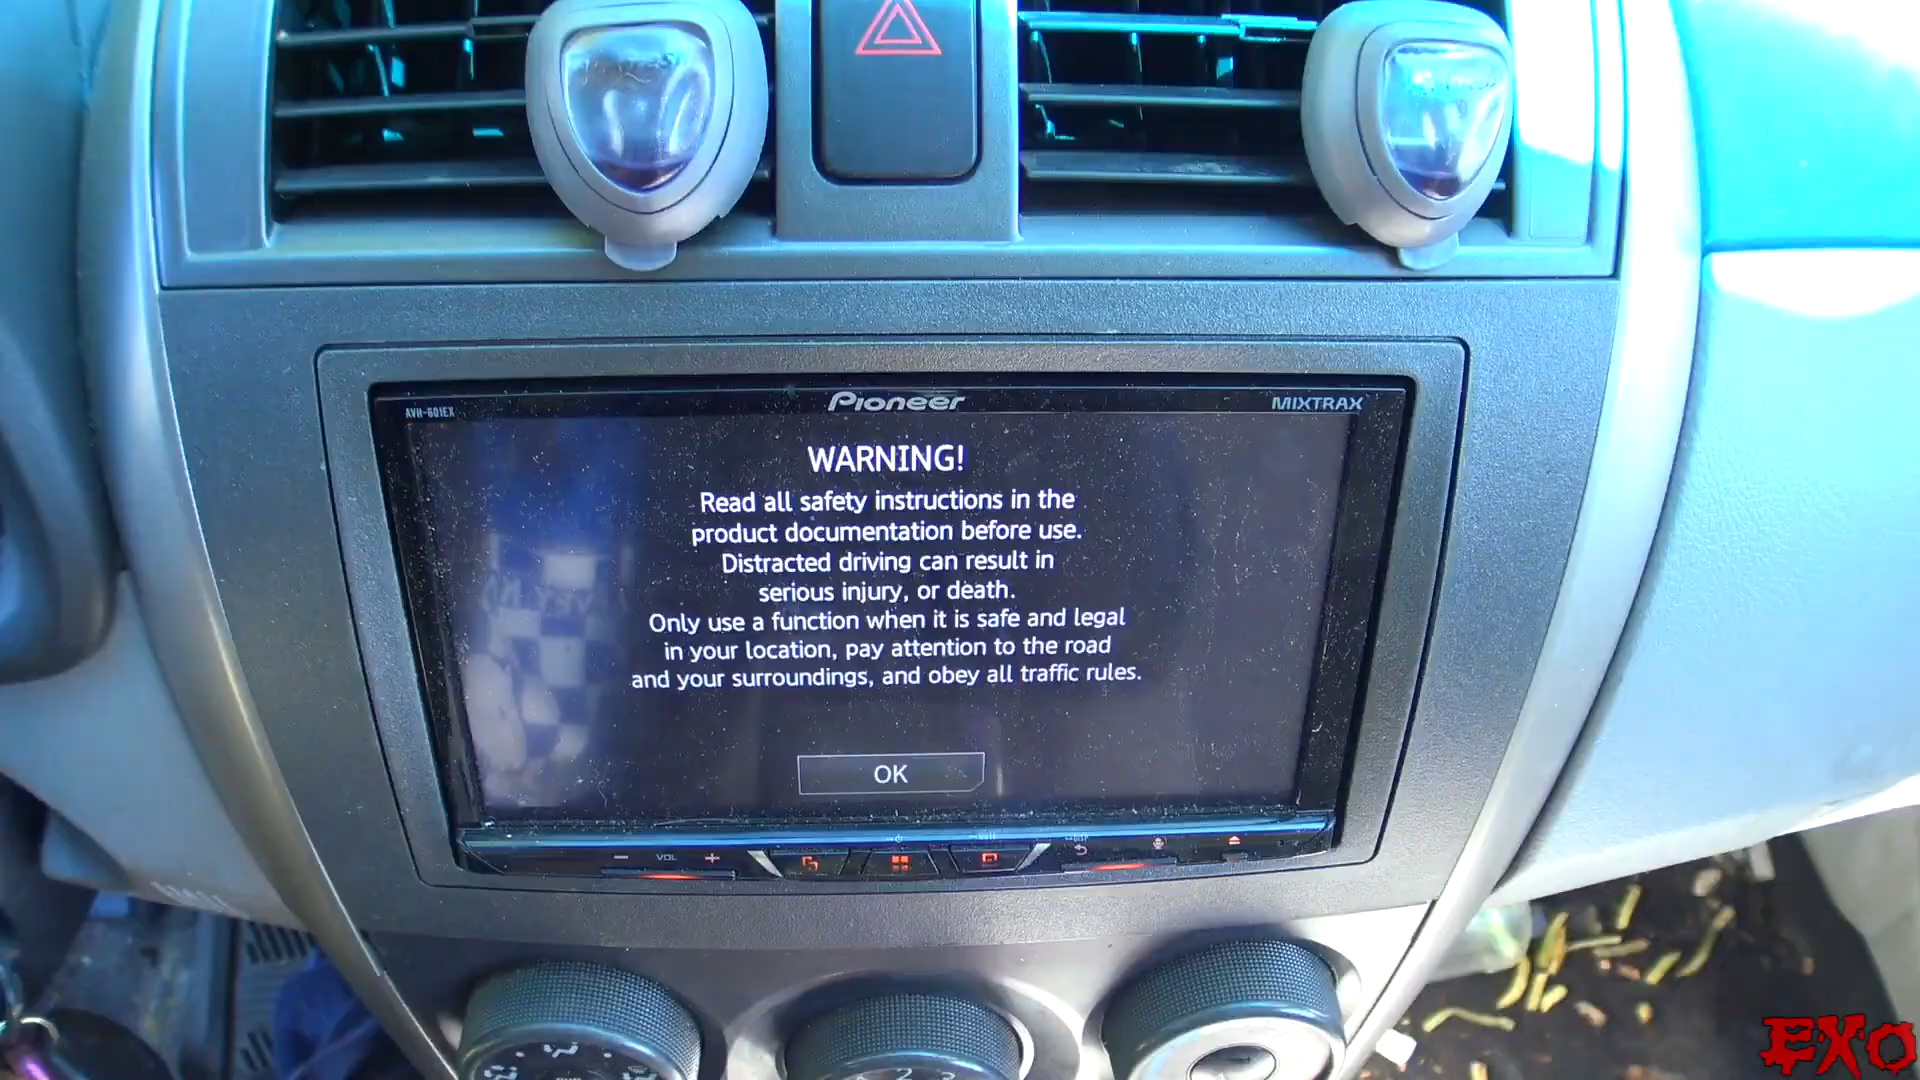 AVH-601EX
Pioneer
MIXTRAX
WARNING!
Read all safety instructions in the
product documentation before use.
Distracted driving can result in
serious injury, or death.
Only use a function when it is safe and legal
in your location, pay attention to the road
and your surroundings, and obey all traffic rules.
OK
− VOL +
DISP
2
EXO